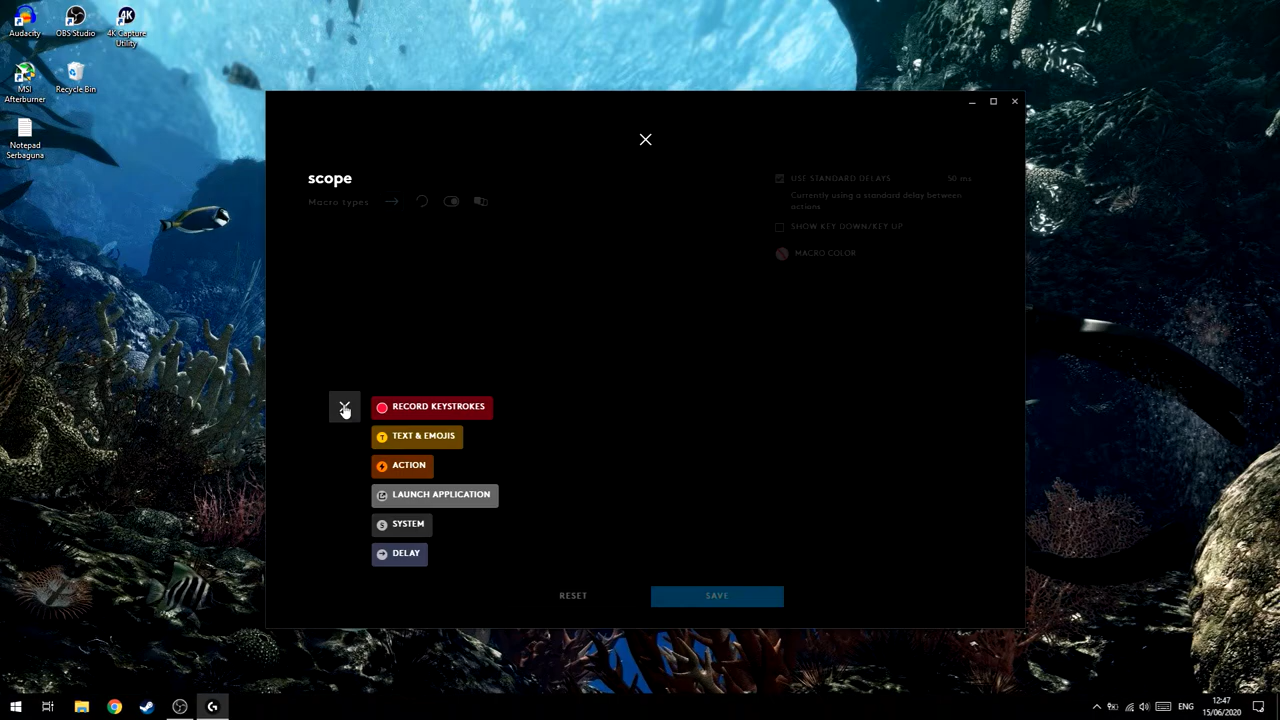 Audacity
OBS Studio
4K Capture
Utility
MSI
Afterburner
Recycle Bin
Notepad
Serbaguna
scope
Macro types
USE STANDARD DELAYS
50 ms
Currently using a standard delay between
actions
SHOW KEY DOWN/KEY UP
MACRO COLOR
RECORD KEYSTROKES
TEXT & EMOJIS
ACTION
LAUNCH APPLICATION
SYSTEM
DELAY
RESET
SAVE
ENG
12:47
15/06/2020